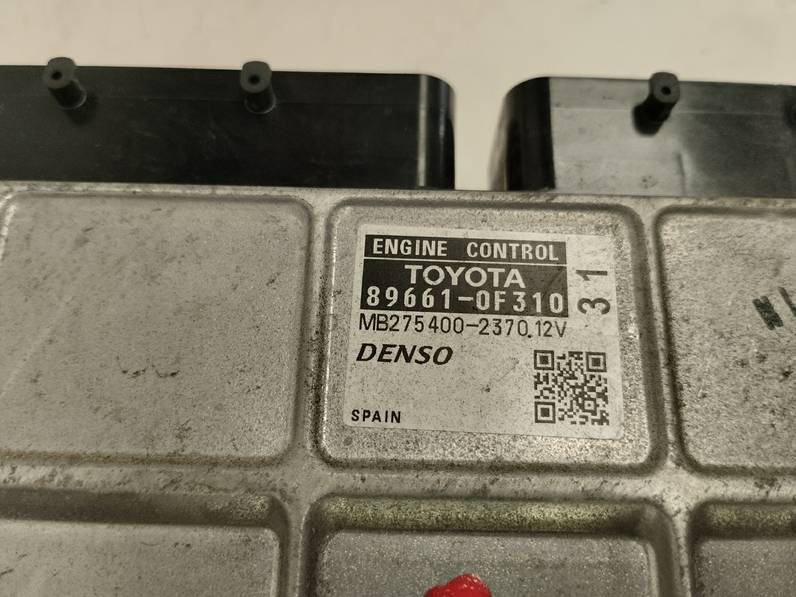 ENGINE CONTROL
TOYOTA
89661-0F310
31
MB275400-2370,12V
DENSO
SPAIN